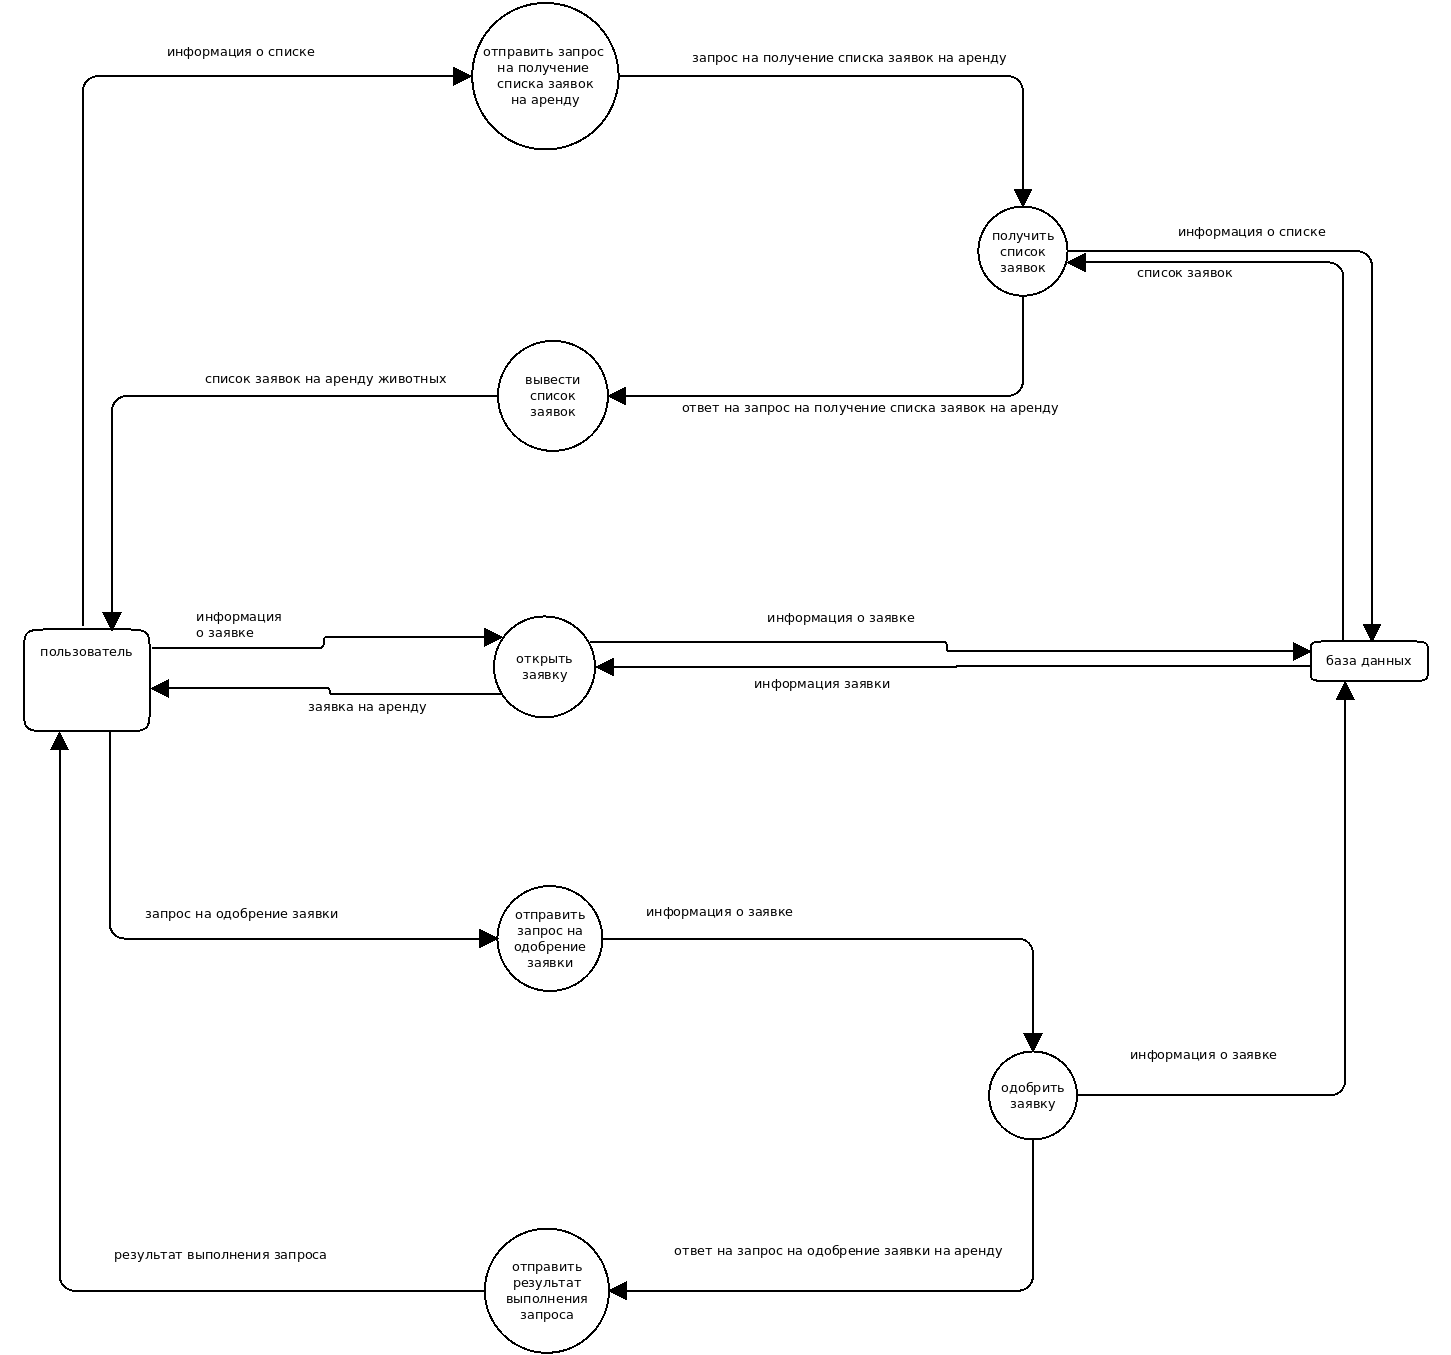 информация о списке
отправить запрос
на получение
списка заявок
на аренду
запрос на получение списка заявок на аренду
получить
список
заявок
информация о списке
список заявок
список заявок на аренду животных
вывести
список
заявок
ответ на запрос на получение списка заявок на аренду
информация
о заявке
пользователь
открыть
заявку
информация о заявке
информация заявки
база данных
заявка на аренду
запрос на одобрение заявки
отправить
запрос на
одобрение
заявки
информация о заявке
одобрить
заявку
информация о заявке
результат выполнения запроса
отправить
результат
выполнения
запроса
ответ на запрос на одобрение заявки на аренду